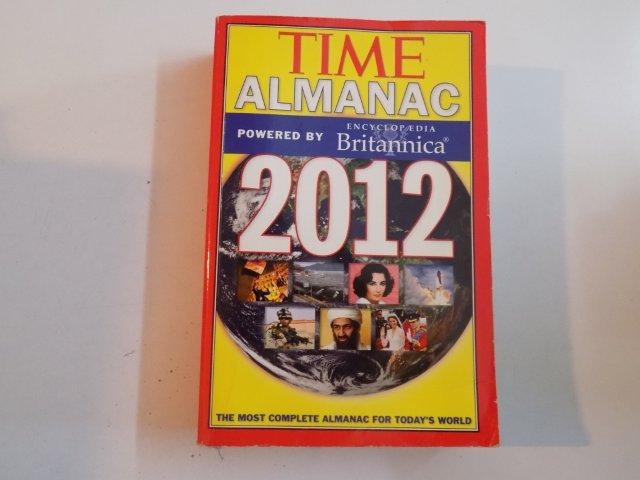 TIME
ALMANAC
POWERED BY ENCYCLOPÆDIA
Britannica®
2012
THE MOST COMPLETE ALMANAC FOR TODAY'S WORLD